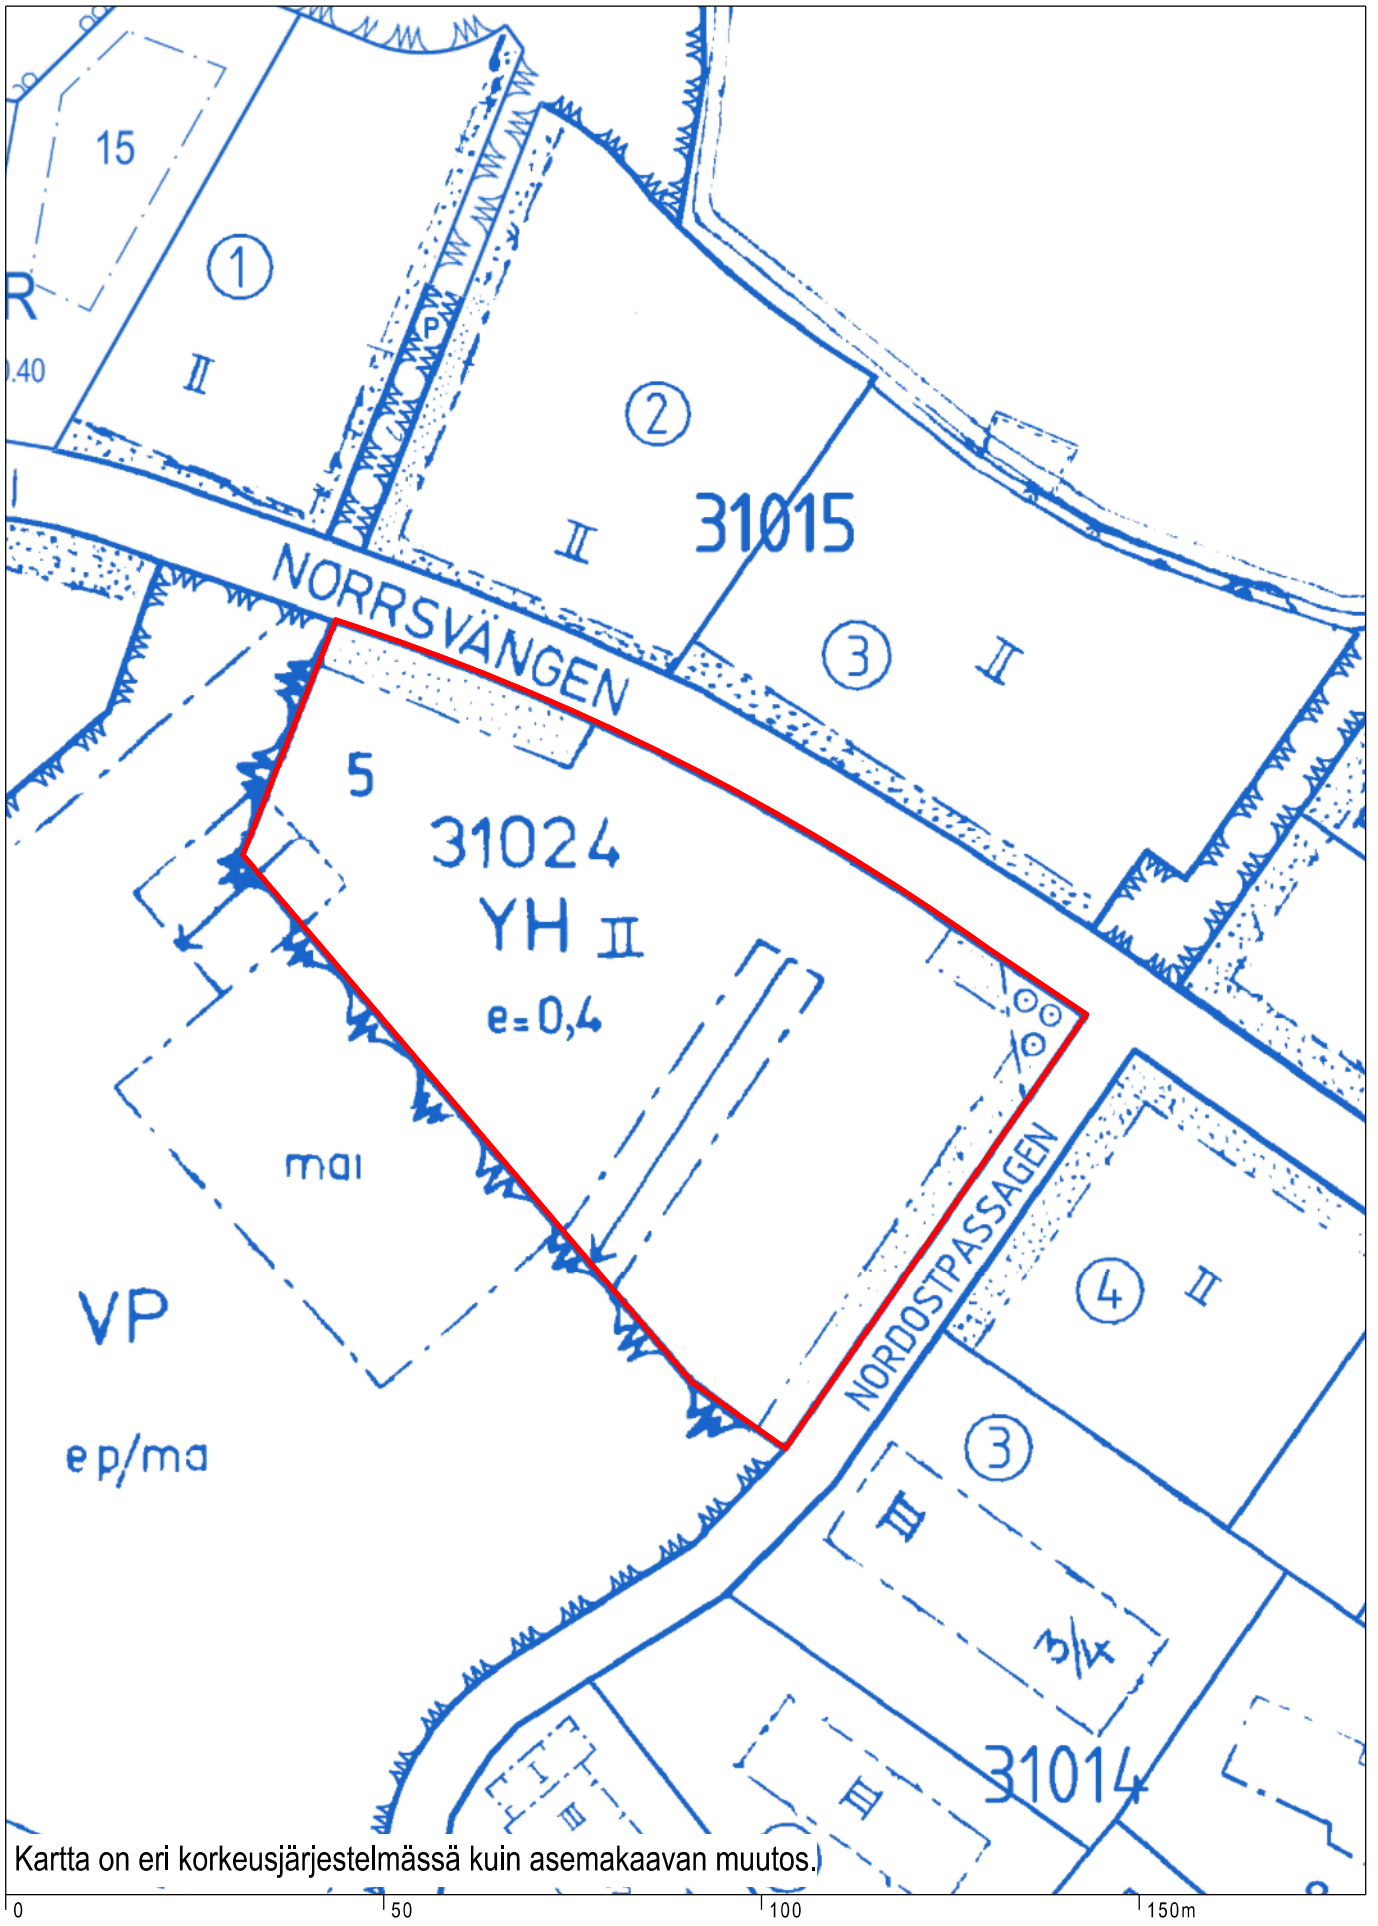 15
1
R
P
.40
II
2
II
31015
NORRSVÄNGEN
3
II
5
31024
YH II
e=0,4
mai
NORDOSTPASSAGEN
VP
4
II
ep/ma
3
III
3/4
31014
I
III
III
Kartta on eri korkeusjärjestelmässä kuin asemakaavan muutos.
0 50 100 150m